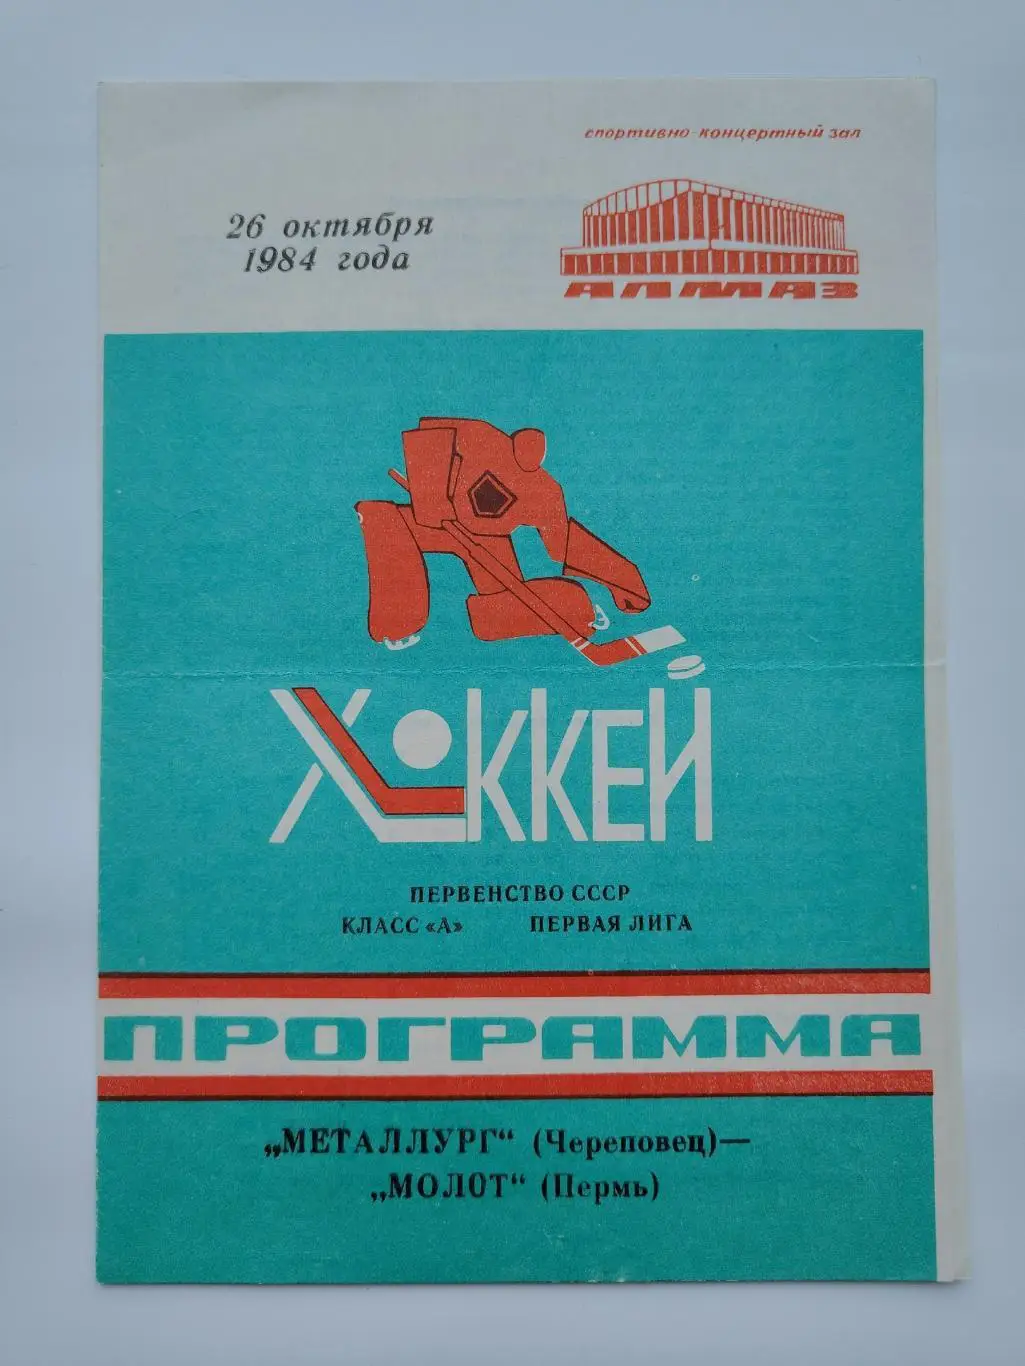 спортивно-концертный зал
26 октября
1984 года
АЛМАЗ
ХОККЕЙ
ПЕРВЕНСТВО СССР
КЛАСС «А» ПЕРВАЯ ЛИГА
ПРОГРАММА
„МЕТАЛЛУРГ“ (Череповец)—
„МОЛОТ“ (Пермь)